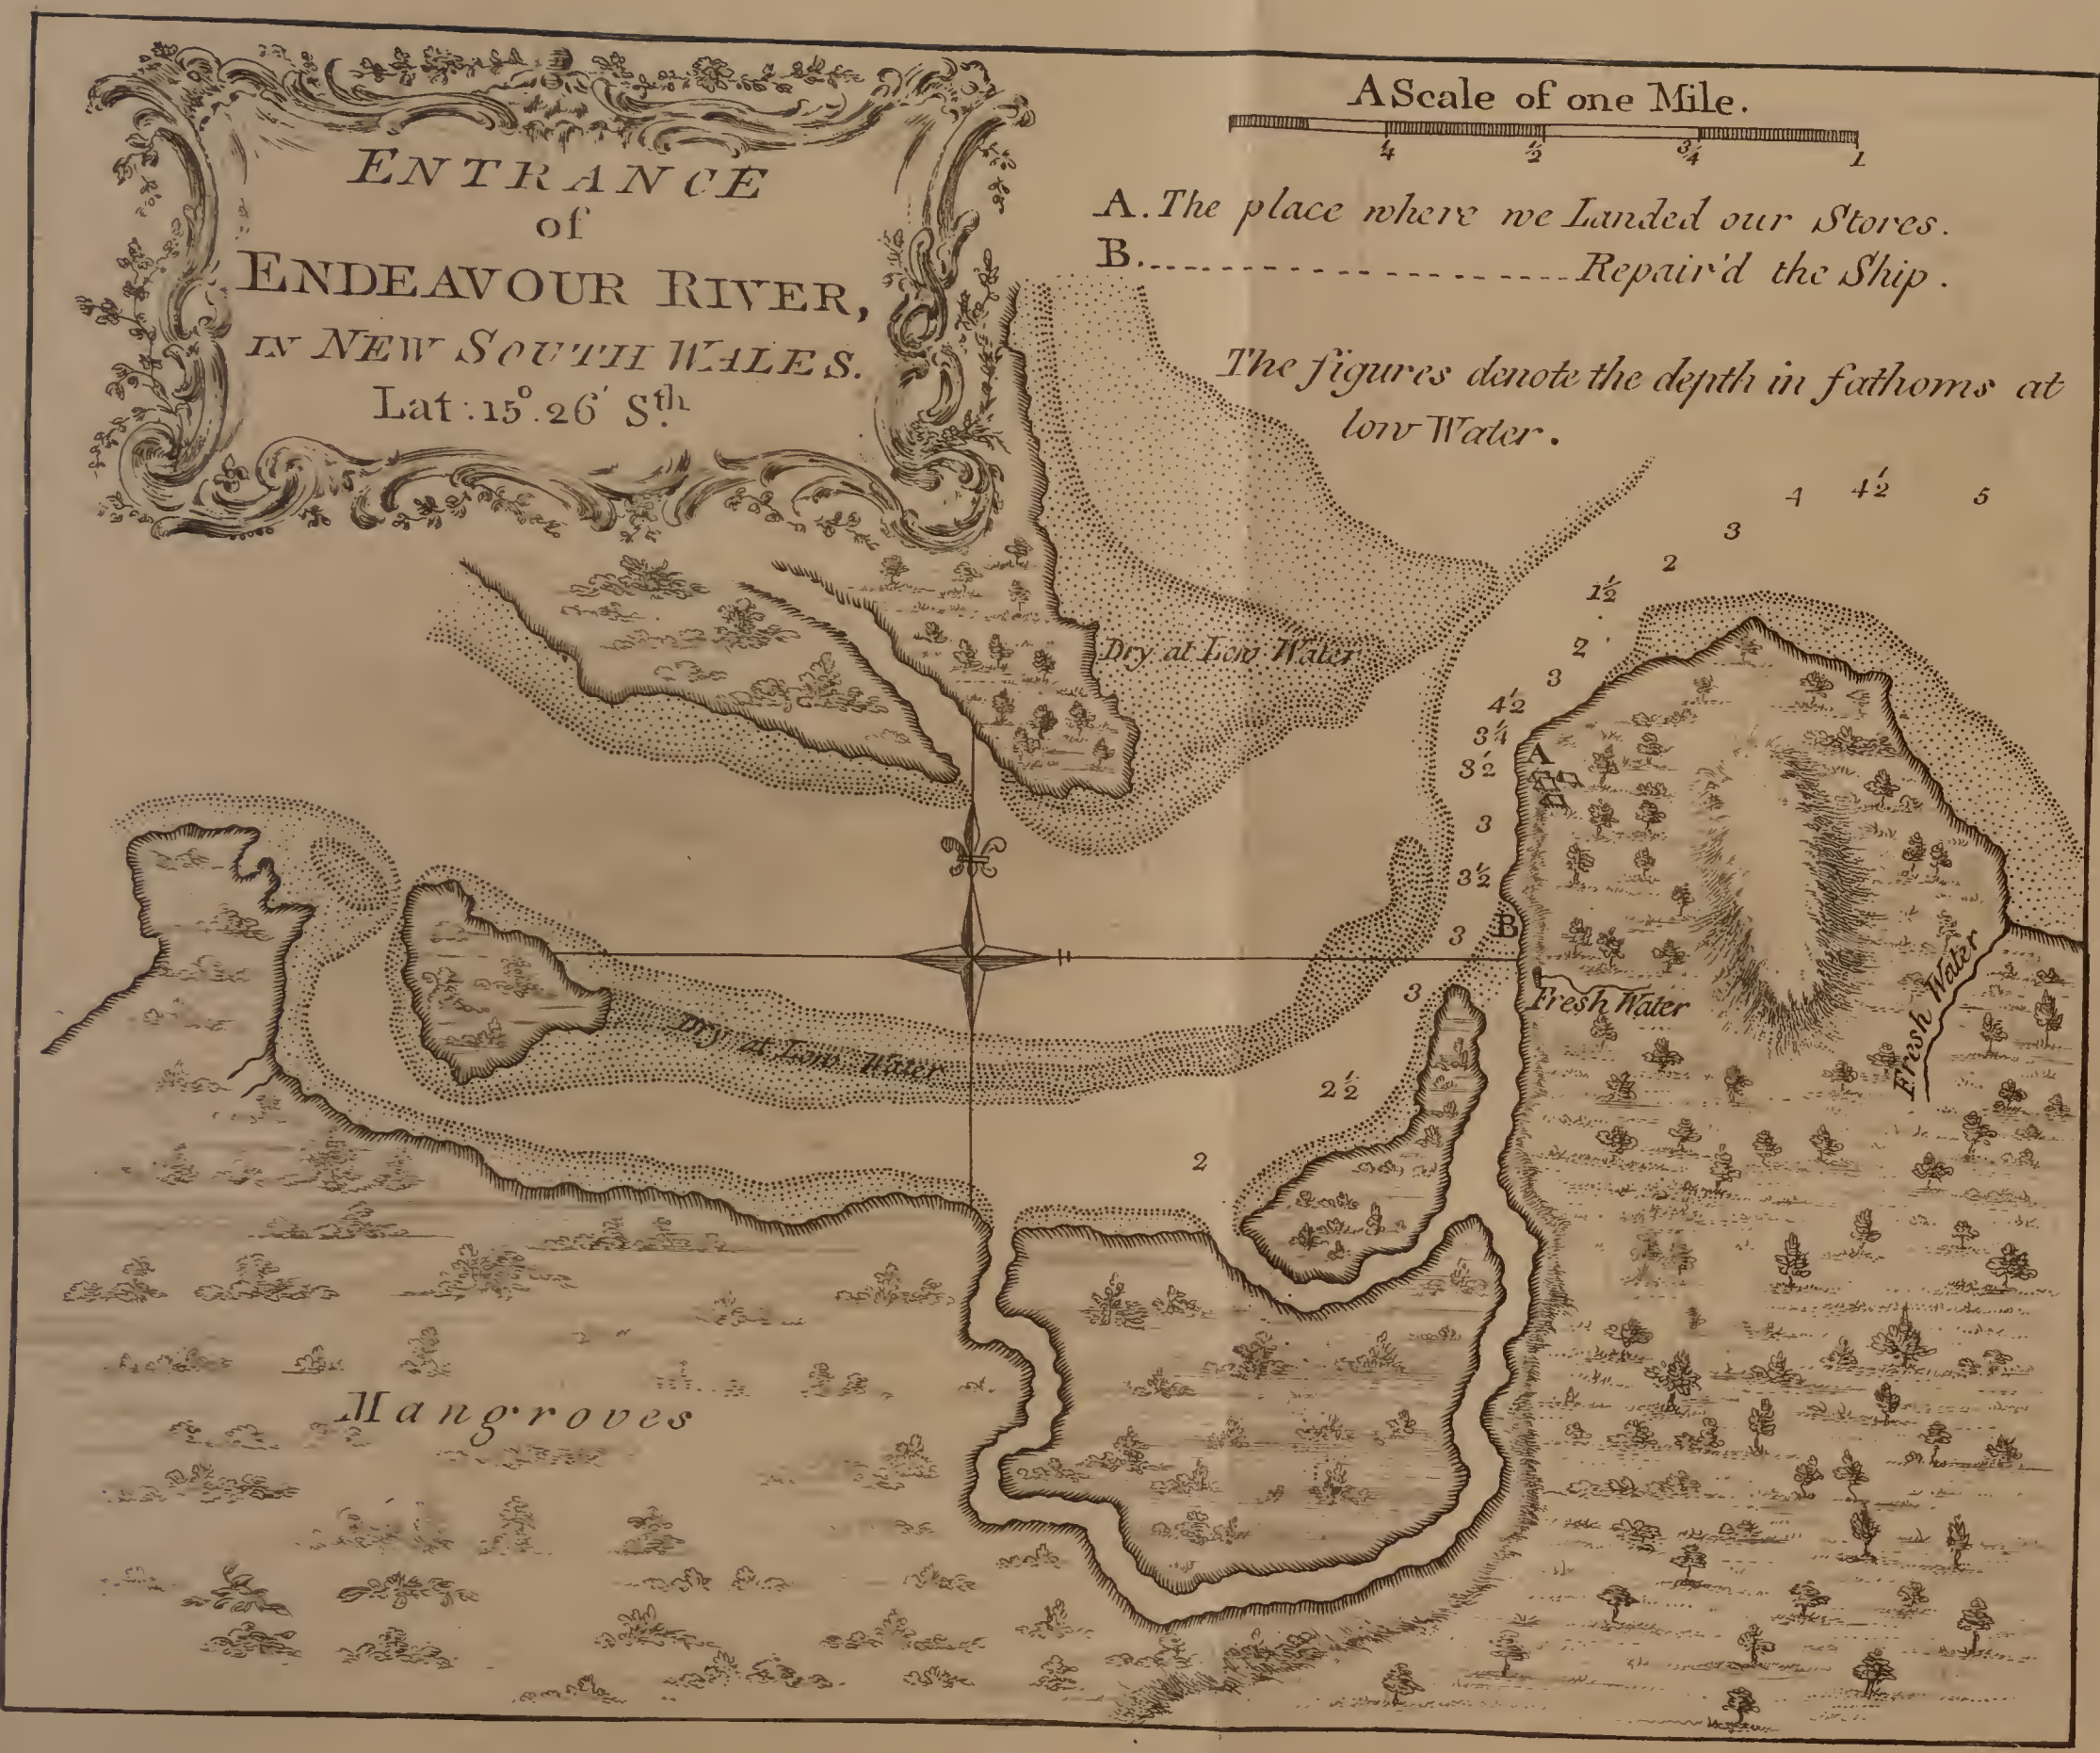 ENTRANCE
of
ENDEAVOUR RIVER,
IN NEW SOUTH WALES.
Lat: 15°. 26′ Sth.
A Scale of one Mile.
¼ ½ ¾ 1
A. The place where we Landed our Stores.
B. ------------------- Repair'd the Ship.
The figures denote the depth in fathoms at
low Water.
4 4½ 5
3
2
1½
2
3
4½
3¼
3½
3
3½
3
3
2½
2
Dry at Low Water
A
B
Fresh Water
Fresh Water
Dry at Low Water
Mangroves